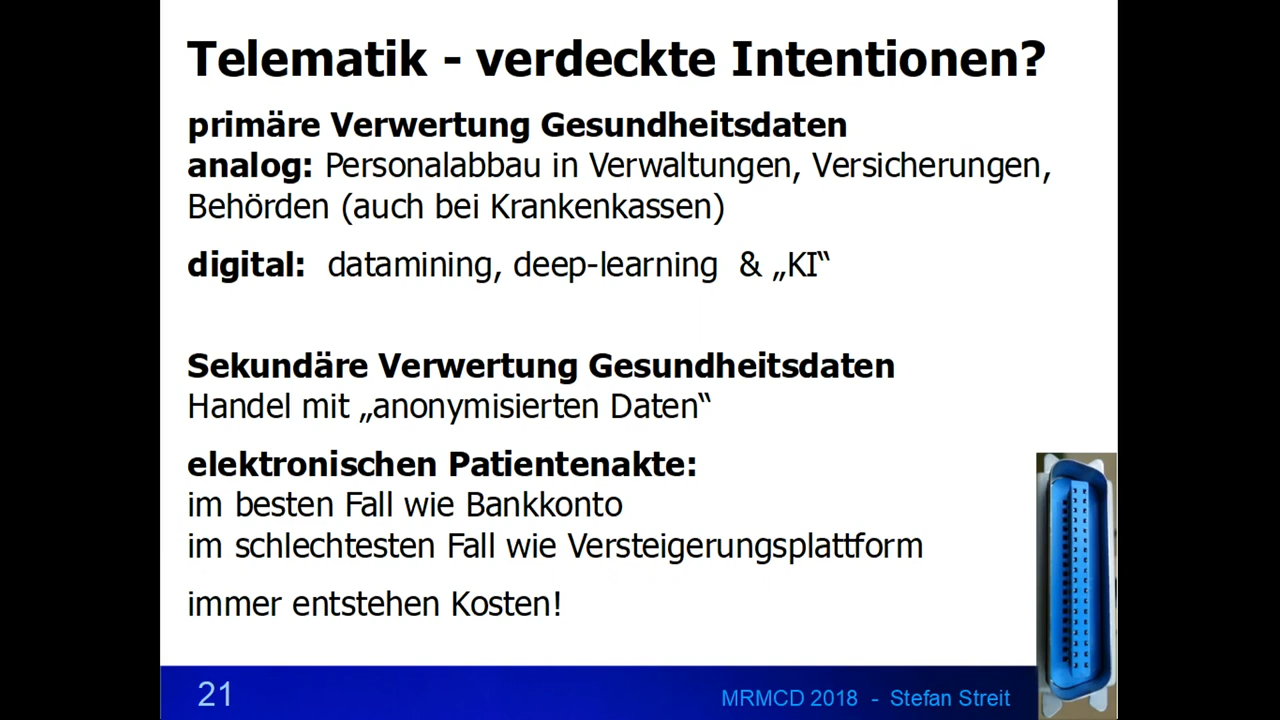 Telematik - verdeckte Intentionen?
primäre Verwertung Gesundheitsdaten
analog: Personalabbau in Verwaltungen, Versicherungen,
Behörden (auch bei Krankenkassen)
digital: datamining, deep-learning & „KI“
Sekundäre Verwertung Gesundheitsdaten
Handel mit „anonymisierten Daten“
elektronischen Patientenakte:
im besten Fall wie Bankkonto
im schlechtesten Fall wie Versteigerungsplattform
immer entstehen Kosten!
21
MRMCD 2018 - Stefan Streit